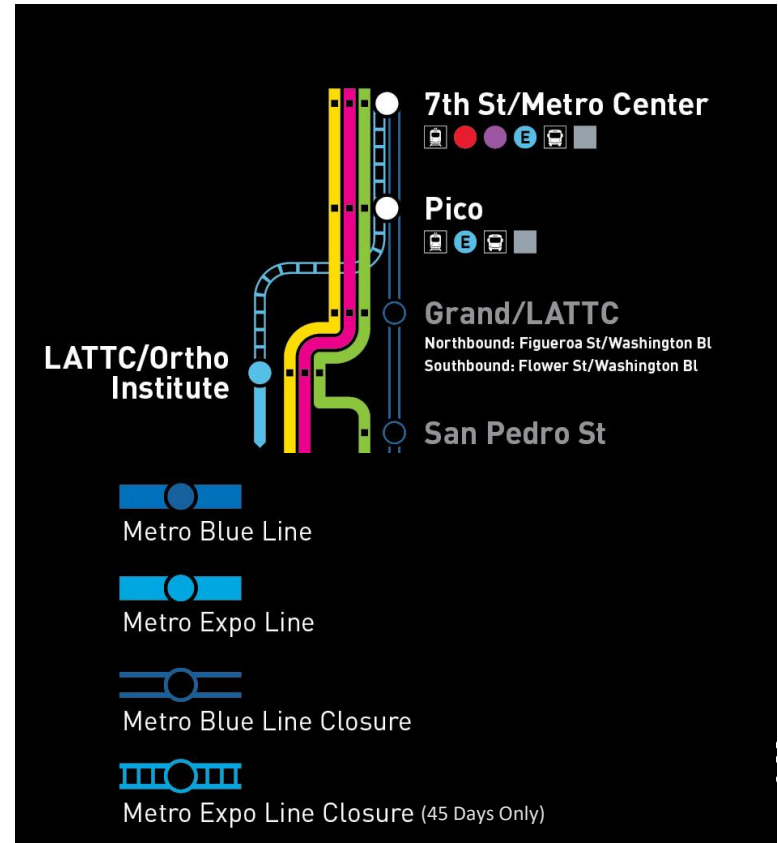 7th St/Metro Center
E
Pico
E
Grand/LATTC
Northbound: Figueroa St/Washington Bl
Southbound: Flower St/Washington Bl
LATTC/Ortho
Institute
San Pedro St
Metro Blue Line
Metro Expo Line
Metro Blue Line Closure
Metro Expo Line Closure (45 Days Only)